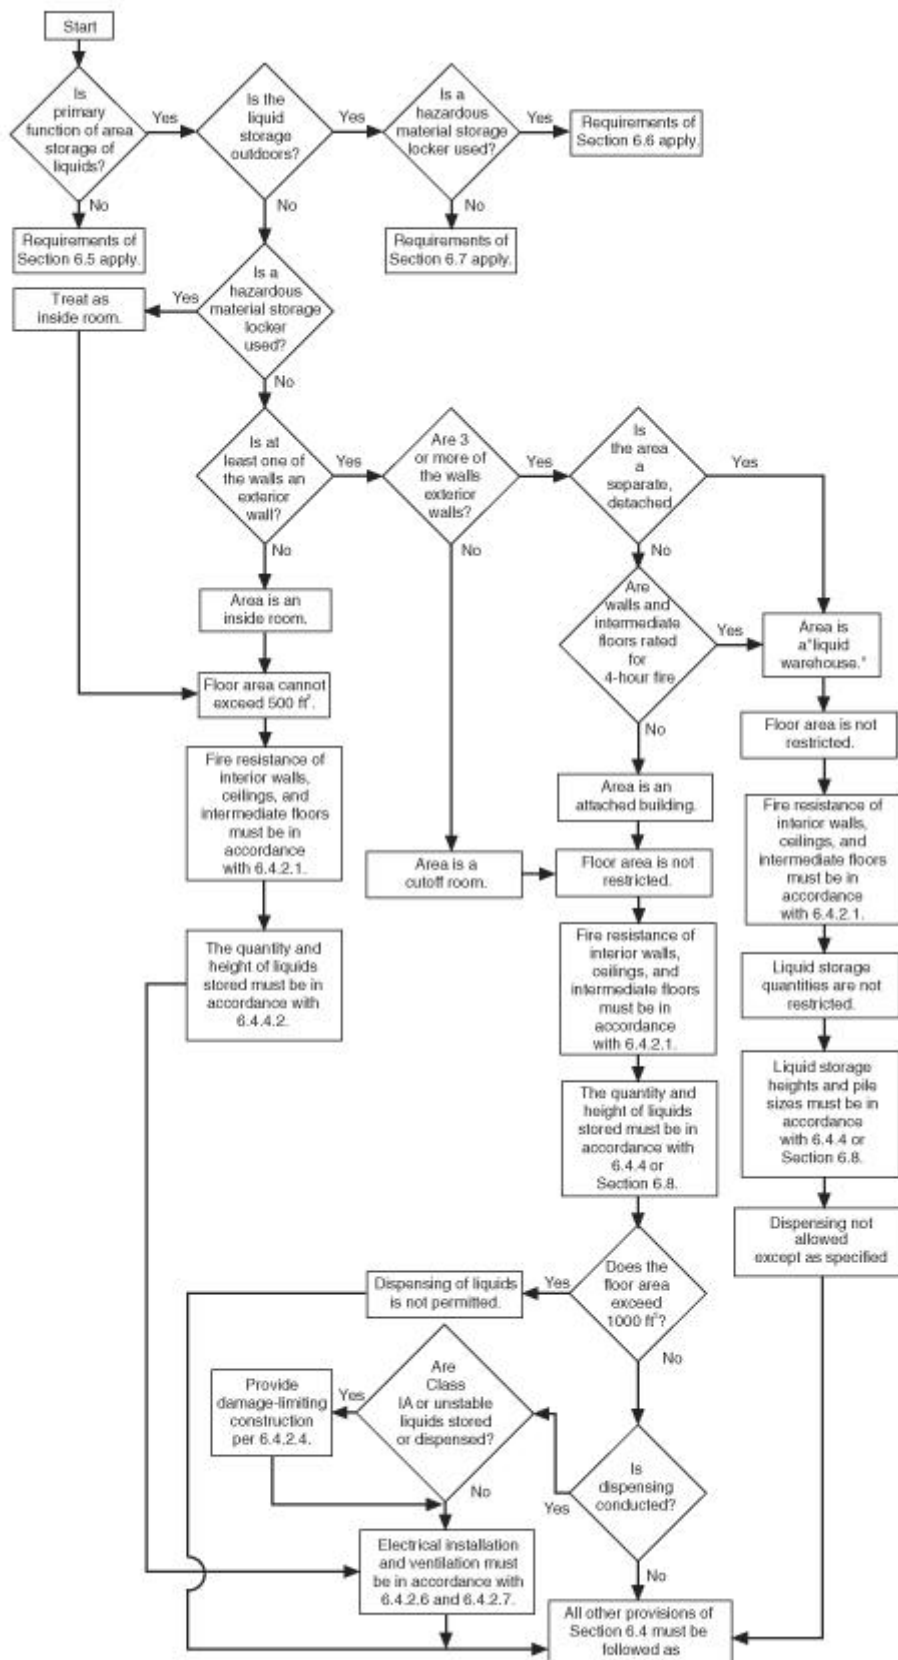 Start
Is
primary
function of area
storage of
liquids?
Yes
No
Is the
liquid
storage
outdoors?
Yes
No
Is a
hazardous
material storage
locker used?
Yes
No
Requirements of
Section 6.6 apply.
Requirements of
Section 6.5 apply.
Requirements of
Section 6.7 apply.
Is a
hazardous
material storage
locker
used?
Yes
No
Treat as
inside room.
Is at
least one of
the walls an
exterior
wall?
Yes
No
Are 3
or more of
the walls
exterior
walls?
Yes
No
Is
the area
a
separate,
detached
Yes
No
Area is an
inside room.
Are
walls and
intermediate
floors rated
for
4-hour fire
Yes
No
Area is
a "liquid
warehouse."
Floor area cannot
exceed 500 ft².
Floor area is not
restricted.
Fire resistance of
interior walls,
ceilings, and
intermediate floors
must be in
accordance
with 6.4.2.1.
Area is an
attached building.
Fire resistance of
interior walls,
ceilings, and
intermediate floors
must be in
accordance
with 6.4.2.1.
Area is a
cutoff room.
Floor area is not
restricted.
The quantity and
height of liquids
stored must be in
accordance with
6.4.4.2.
Fire resistance of
interior walls,
ceilings, and
intermediate floors
must be in
accordance
with 6.4.2.1.
Liquid storage
quantities are not
restricted.
The quantity and
height of liquids
stored must be in
accordance with
6.4.4 or
Section 6.8.
Liquid storage
heights and pile
sizes must be in
accordance
with 6.4.4 or
Section 6.8.
Dispensing not
allowed
except as specified
Does the
floor area
exceed
1000 ft²?
Yes
No
Dispensing of liquids
is not permitted.
Are
Class
IA or unstable
liquids stored
or dispensed?
Yes
No
Provide
damage-limiting
construction
per 6.4.2.4.
Is
dispensing
conducted?
Yes
No
Electrical installation
and ventilation must
be in accordance with
6.4.2.6 and 6.4.2.7.
All other provisions of
Section 6.4 must be
followed as